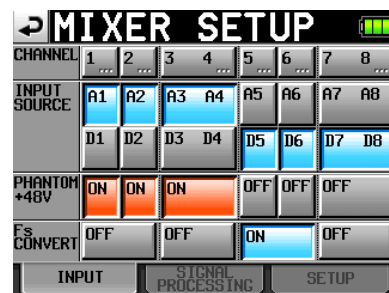 MIXER SETUP
CHANNEL 1... 2... 3 4... 5... 6... 7 8...
INPUT SOURCE A1 A2 A3 A4 A5 A6 A7 A8
D1 D2 D3 D4 D5 D6 D7 D8
PHANTOM +48V ON ON ON OFF OFF OFF
Fs CONVERT OFF OFF ON OFF
INPUT SIGNAL PROCESSING SETUP